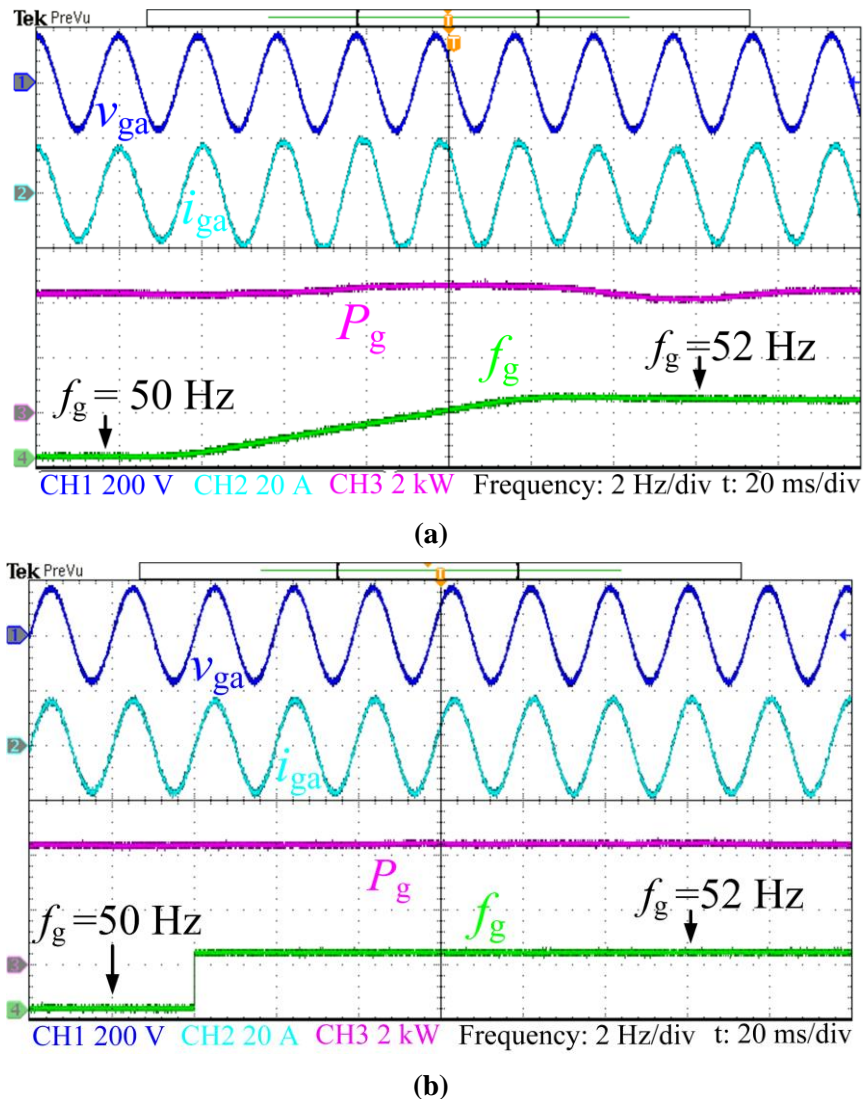 Tek PreVu
T
T
1
v_ga
2
i_ga
P_g
f_g = 52 Hz
f_g
f_g = 50 Hz
3
4
CH1 200 V CH2 20 A CH3 2 kW Frequency: 2 Hz/div t: 20 ms/div
(a)
Tek PreVu
T
1
v_ga
2
i_ga
P_g
f_g = 52 Hz
f_g = 50 Hz
f_g
3
4
CH1 200 V CH2 20 A CH3 2 kW Frequency: 2 Hz/div t: 20 ms/div
(b)